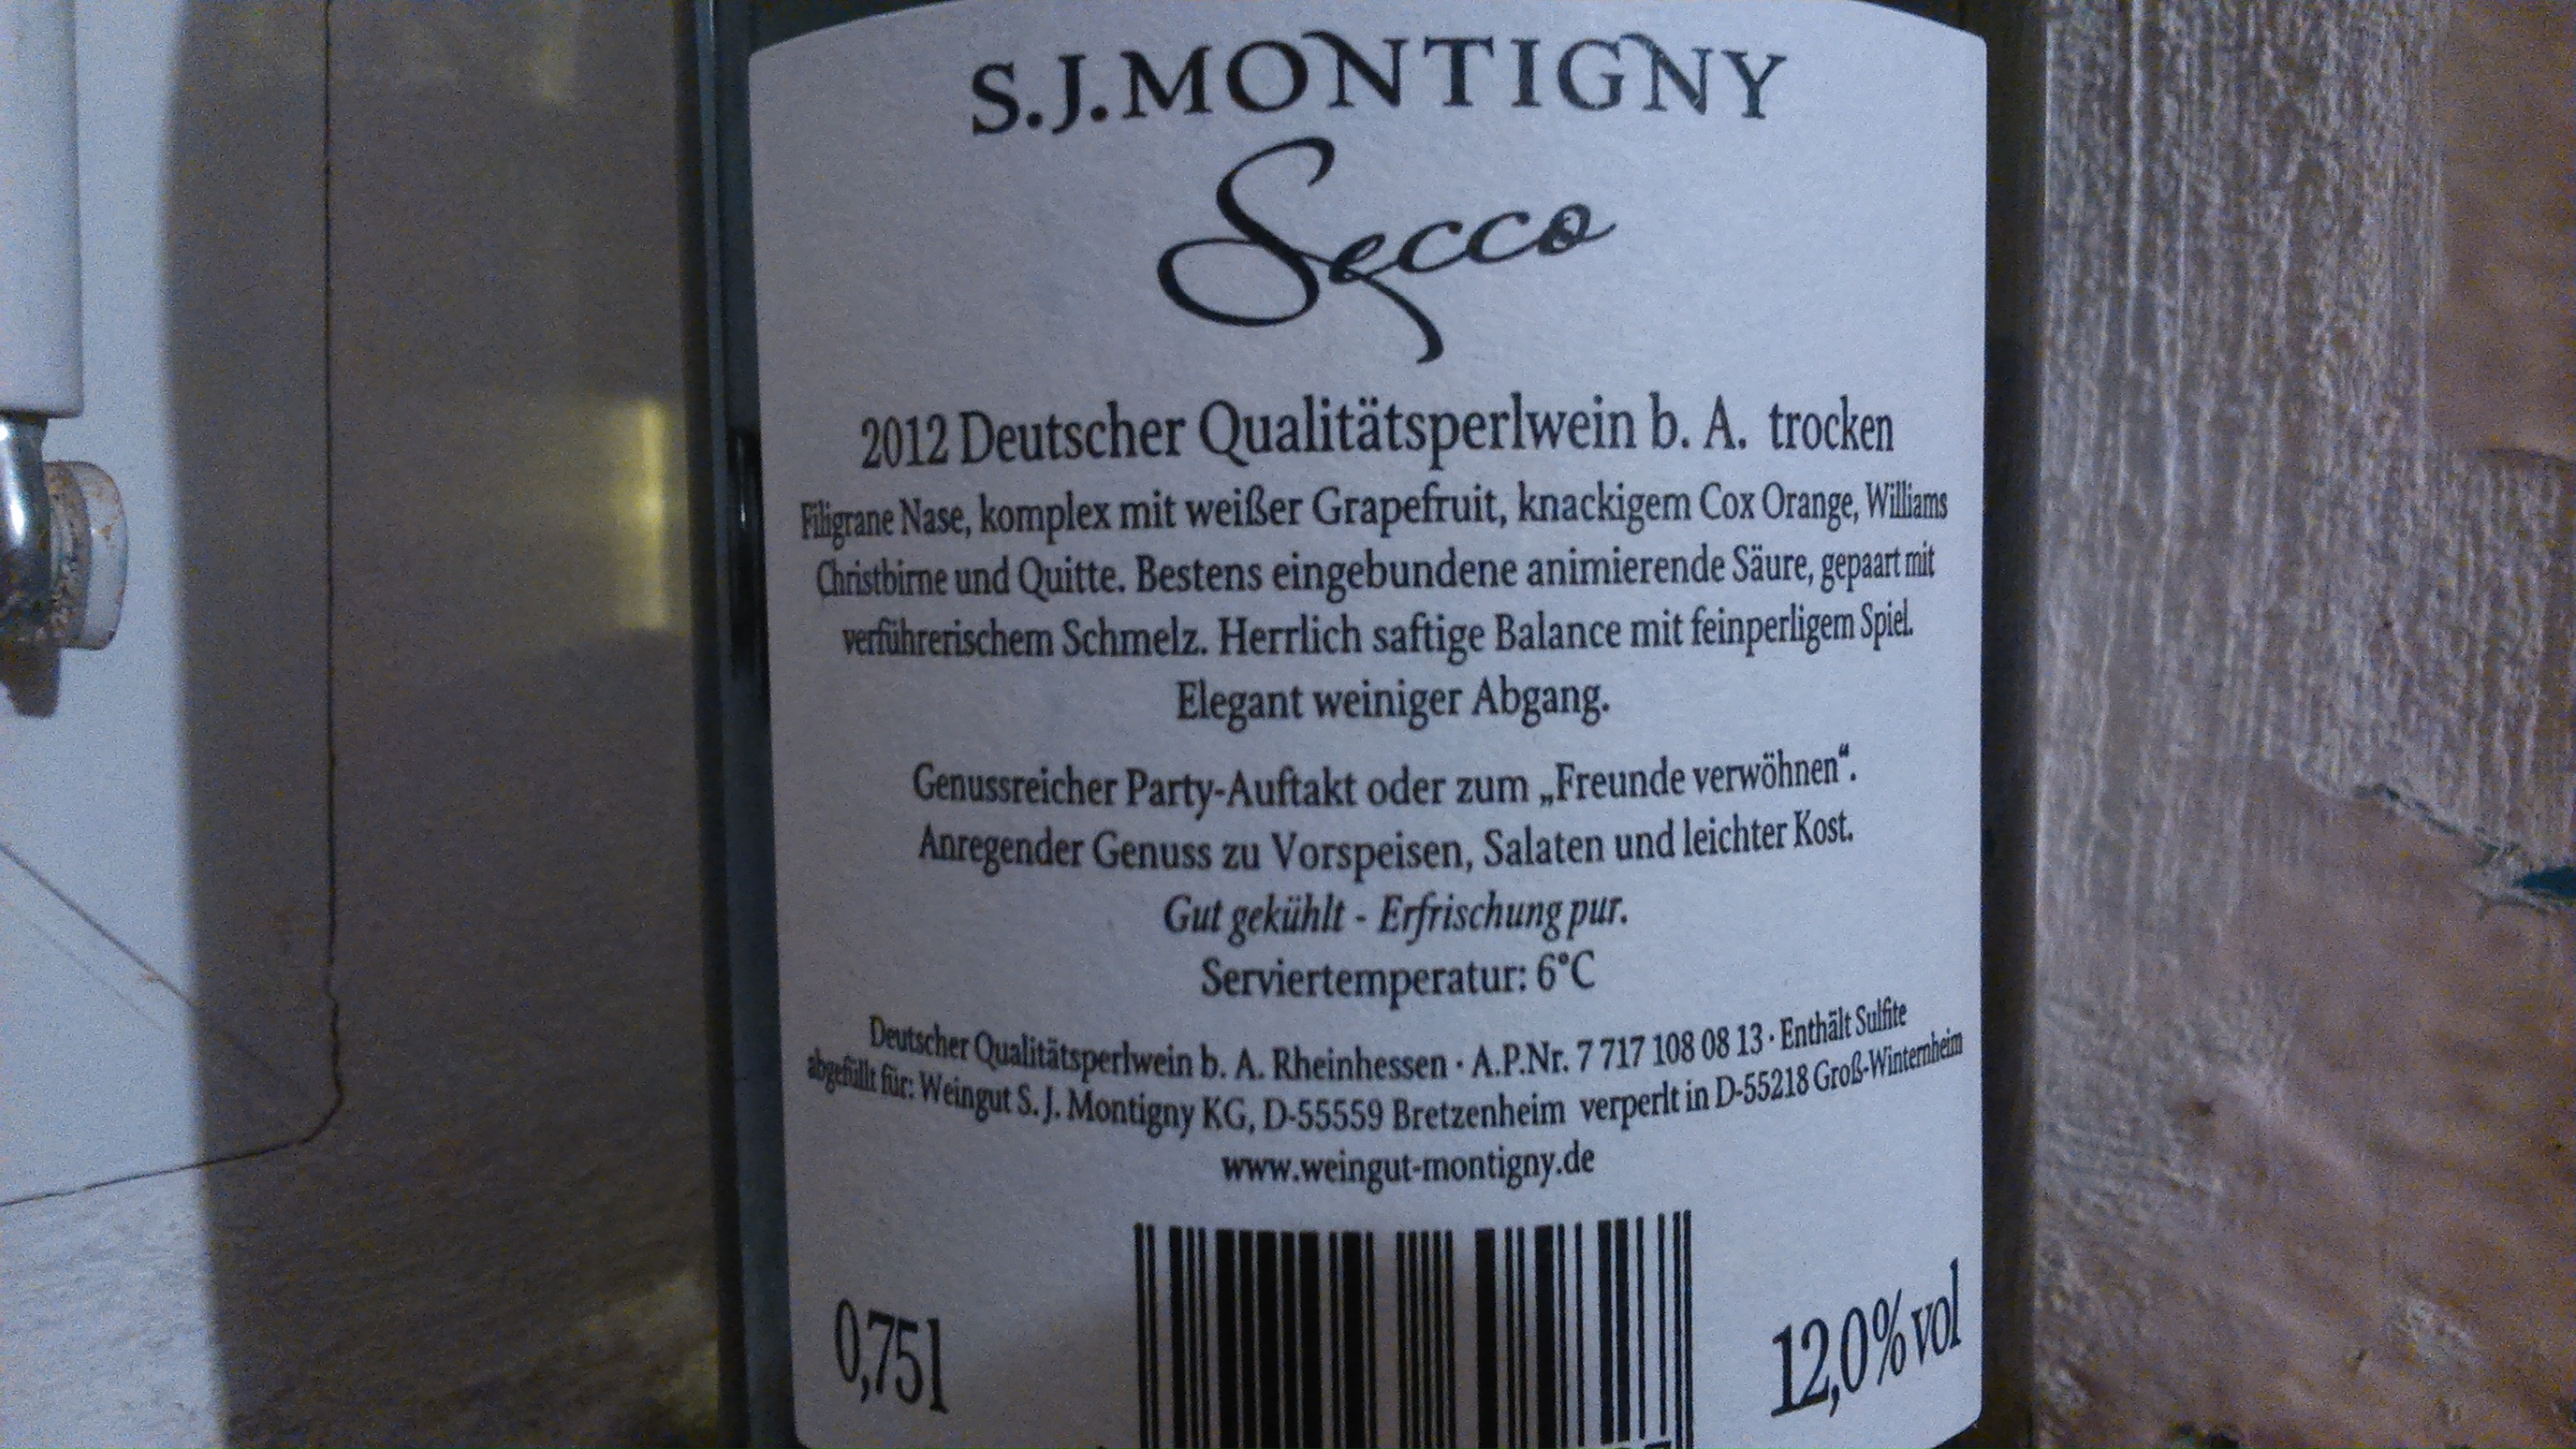 S.J.MONTIGNY
Secco
2012 Deutscher Qualitätsperlwein b. A. trocken
Filigrane Nase, komplex mit weißer Grapefruit, knackigem Cox Orange, Williams
Christbirne und Quitte. Bestens eingebundene animierende Säure, gepaart mit
verführerischem Schmelz. Herrlich saftige Balance mit feinperligem Spiel.
Elegant weiniger Abgang.
Genussreicher Party-Auftakt oder zum „Freunde verwöhnen“.
Anregender Genuss zu Vorspeisen, Salaten und leichter Kost.
Gut gekühlt - Erfrischung pur.
Serviertemperatur: 6°C
Deutscher Qualitätsperlwein b. A. Rheinhessen · A.P.Nr. 7 717 108 08 13 · Enthält Sulfite
abgefüllt für: Weingut S. J. Montigny KG, D-55559 Bretzenheim verperlt in D-55218 Groß-Winternheim
www.weingut-montigny.de
0,75l
12,0% vol